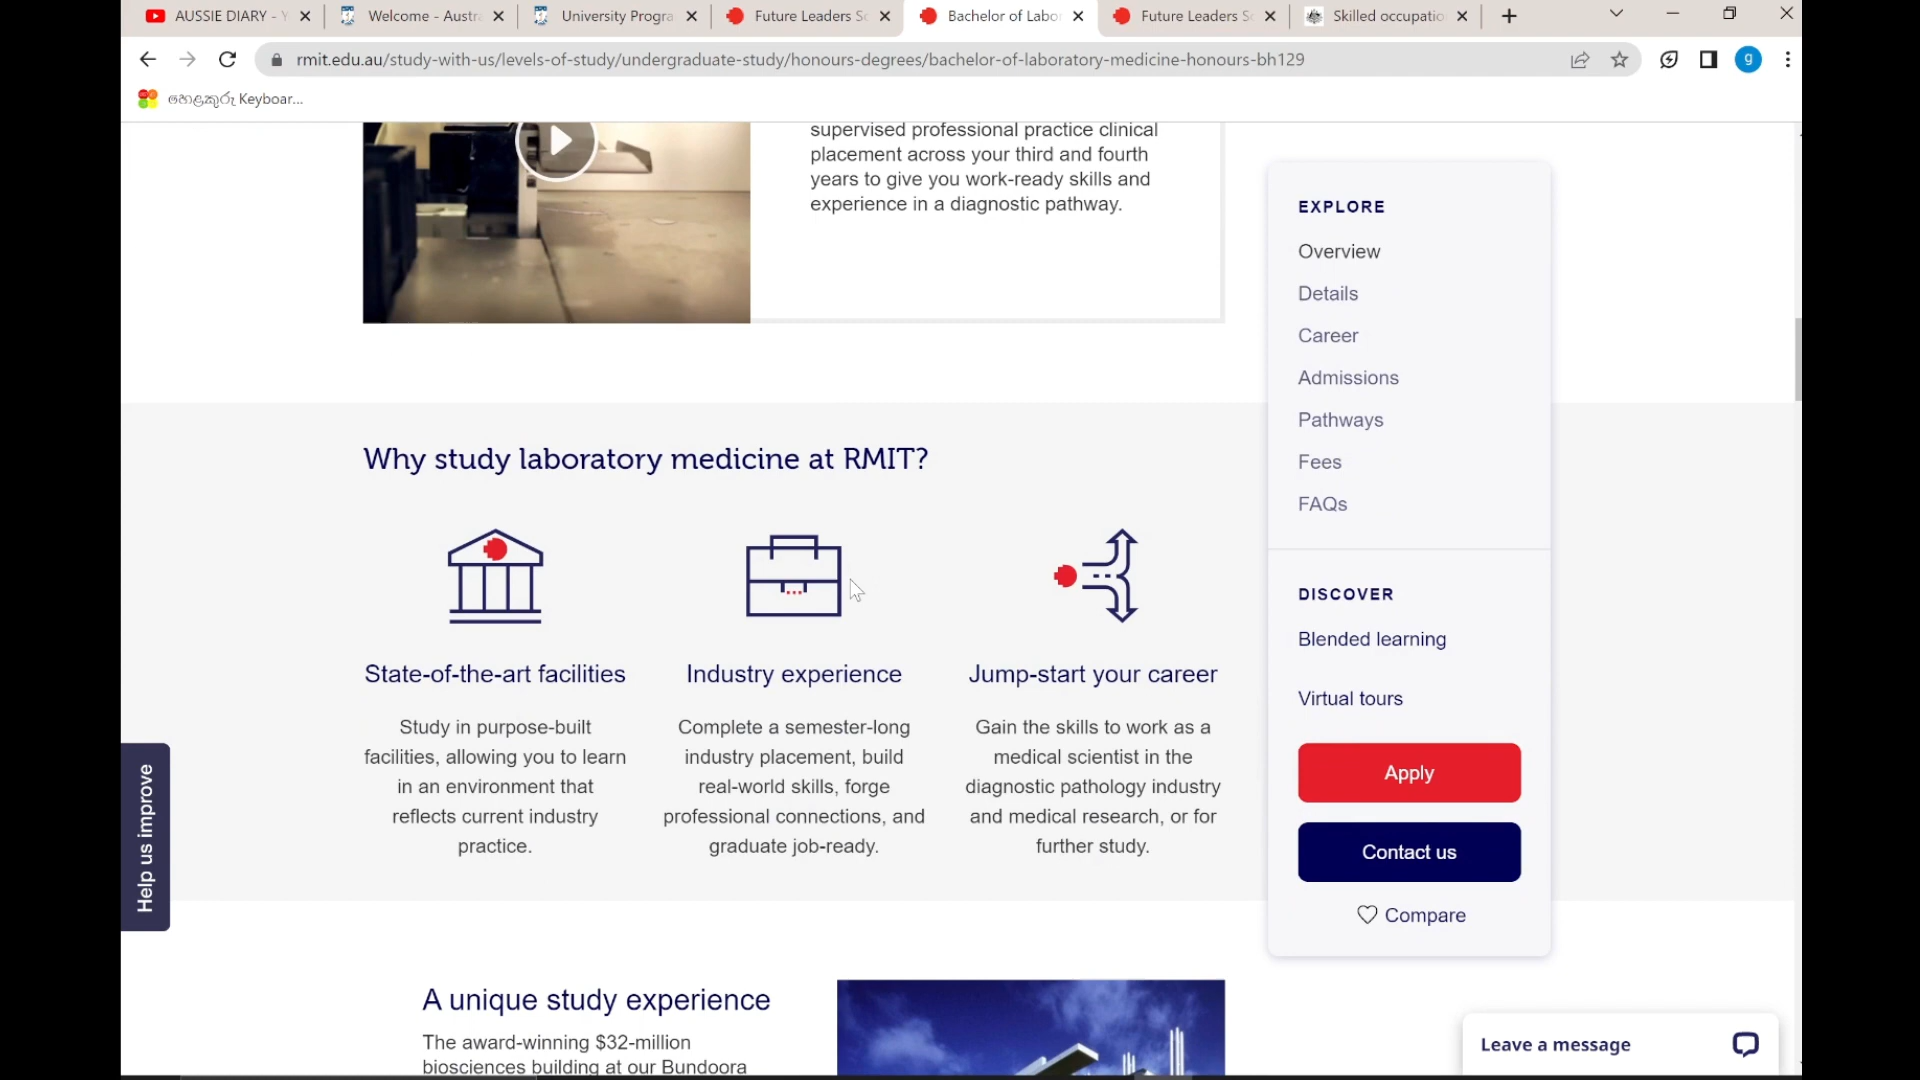 AUSSIE DIARY - Y
Welcome - Austra
University Progra
Future Leaders Sc
Bachelor of Labor
Future Leaders Sc
Skilled occupatio
rmit.edu.au/study-with-us/levels-of-study/undergraduate-study/honours-degrees/bachelor-of-laboratory-medicine-honours-bh129
g
හෙළකුරු Keyboar...
supervised professional practice clinical
placement across your third and fourth
years to give you work-ready skills and
experience in a diagnostic pathway.
Why study laboratory medicine at RMIT?
State-of-the-art facilities
Study in purpose-built
facilities, allowing you to learn
in an environment that
reflects current industry
practice.
Industry experience
Complete a semester-long
industry placement, build
real-world skills, forge
professional connections, and
graduate job-ready.
Jump-start your career
Gain the skills to work as a
medical scientist in the
diagnostic pathology industry
and medical research, or for
further study.
A unique study experience
The award-winning $32-million
biosciences building at our Bundoora
EXPLORE
Overview
Details
Career
Admissions
Pathways
Fees
FAQs
DISCOVER
Blended learning
Virtual tours
Apply
Contact us
Compare
Help us improve
Leave a message